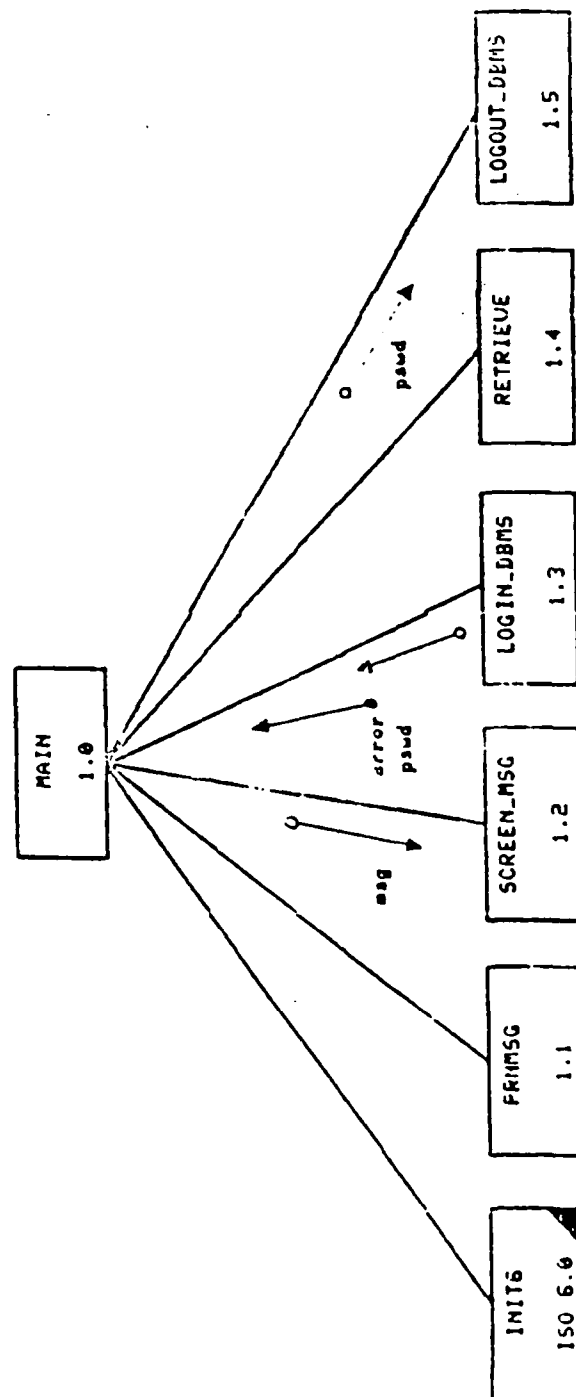 MAIN
1.0
msg
error
pswd
pswd
INIT6
ISO 6.0
FRMMSG
1.1
SCREEN_MSG
1.2
LOGIN_DBMS
1.3
RETRIEVE
1.4
LOGOUT_DBMS
1.5